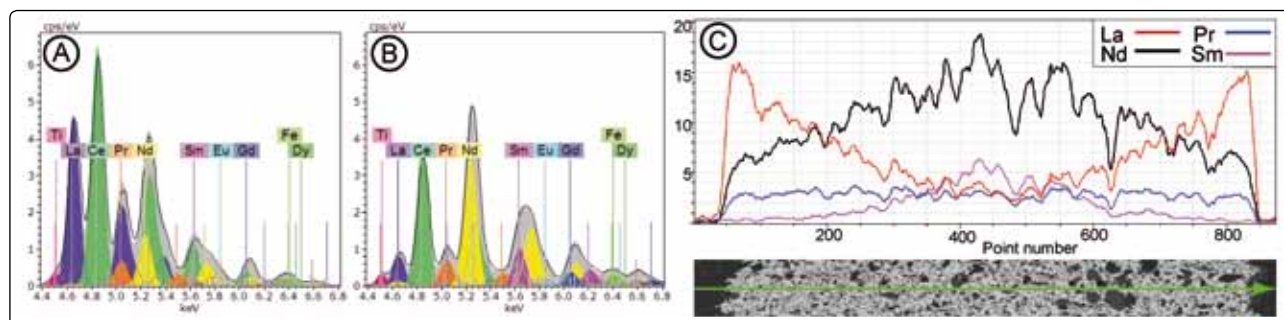 cps/eV
A
6
5
4
3
2
1
0
Ti
La
Ce
Pr
Nd
Sm
Eu
Gd
Fe
Dy
4.4 4.6 4.8 5.0 5.2 5.4 5.6 5.8 6.0 6.2 6.4 6.6 6.8
keV
cps/eV
B
6
5
4
3
2
1
0
Ti
La
Ce
Pr
Nd
Sm
Eu
Gd
Fe
Dy
4.4 4.6 4.8 5.0 5.2 5.4 5.6 5.8 6.0 6.2 6.4 6.6 6.8
keV
C
20
15
10
5
La Pr
Nd Sm
200 400 600 800
Point number